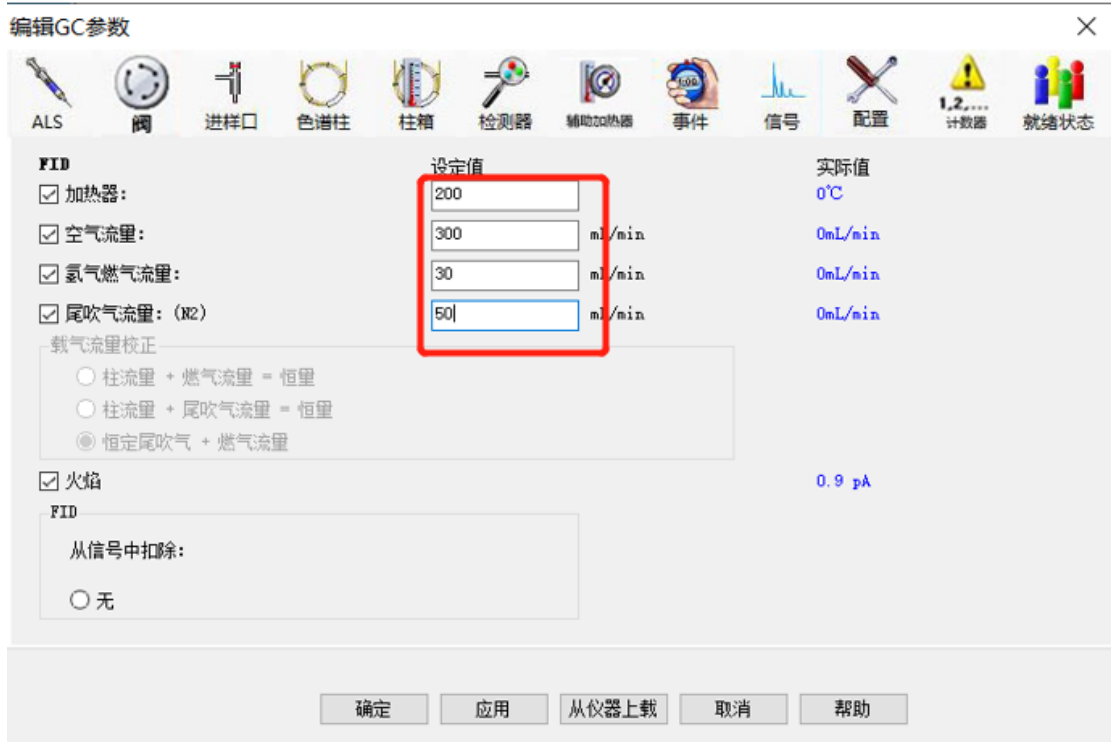 编辑GC参数
ALS 阀 进样口 色谱柱 柱箱 检测器 辅助加热器 事件 信号 配置 1,2,... 计数器 就绪状态
FID 设定值 实际值
加热器: 200 0℃
空气流量: 300 mL/min 0mL/min
氢气燃气流量: 30 mL/min 0mL/min
尾吹气流量: (N2) 50 mL/min 0mL/min
载气流量校正
柱流量 + 燃气流量 = 恒量
柱流量 + 尾吹气流量 = 恒量
恒定尾吹气 + 燃气流量
火焰 0.9 pA
FID
从信号中扣除:
无
确定 应用 从仪器上载 取消 帮助